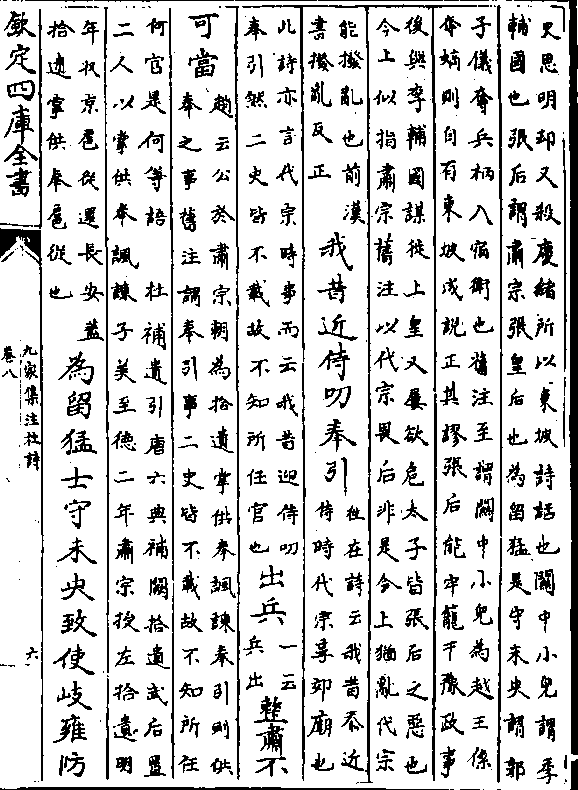 史思明却又殺慶緒所以東坡詩話也關中小兒謂李
輔國也張后謂肅宗張皇后也為留猛是守未央謂郭
子儀奪兵柄入宿衛也舊注至謂關中小兒為越王係
奔螭則自有東坡成說正其謬張后能牢籠干豫政事
後與李輔國謀徙上皇又屢欲危太子皆張后之惡也
今上似指肅宗舊注以代宗畏后非是今上猶亂代宗
能撥亂也前漢
書撥亂反正
我昔近侍叨奉引
杜在詩云我昔忝近
侍時代宗享郊廟也
此詩亦言代宗時事而云我昔迎侍叨
奉引然二史皆不載故不知所任官也
出兵
一云
兵出
整肅不
可當
趙云公於肅宗朝為拾遺掌供奉諷諫奉引則供
奉之事舊注謂奉引事二史皆不載故不知所任
何官是何等語 杜補遺引唐六典補闕拾遺武后置
二人以掌供奉諷諫子美至德二年肅宗授左拾遺明
年收京扈從還長安蓋
拾遺掌供奉扈從也
為留猛士守未央致使岐雍防
欽定四庫全書
九家集注杜詩
卷八
六